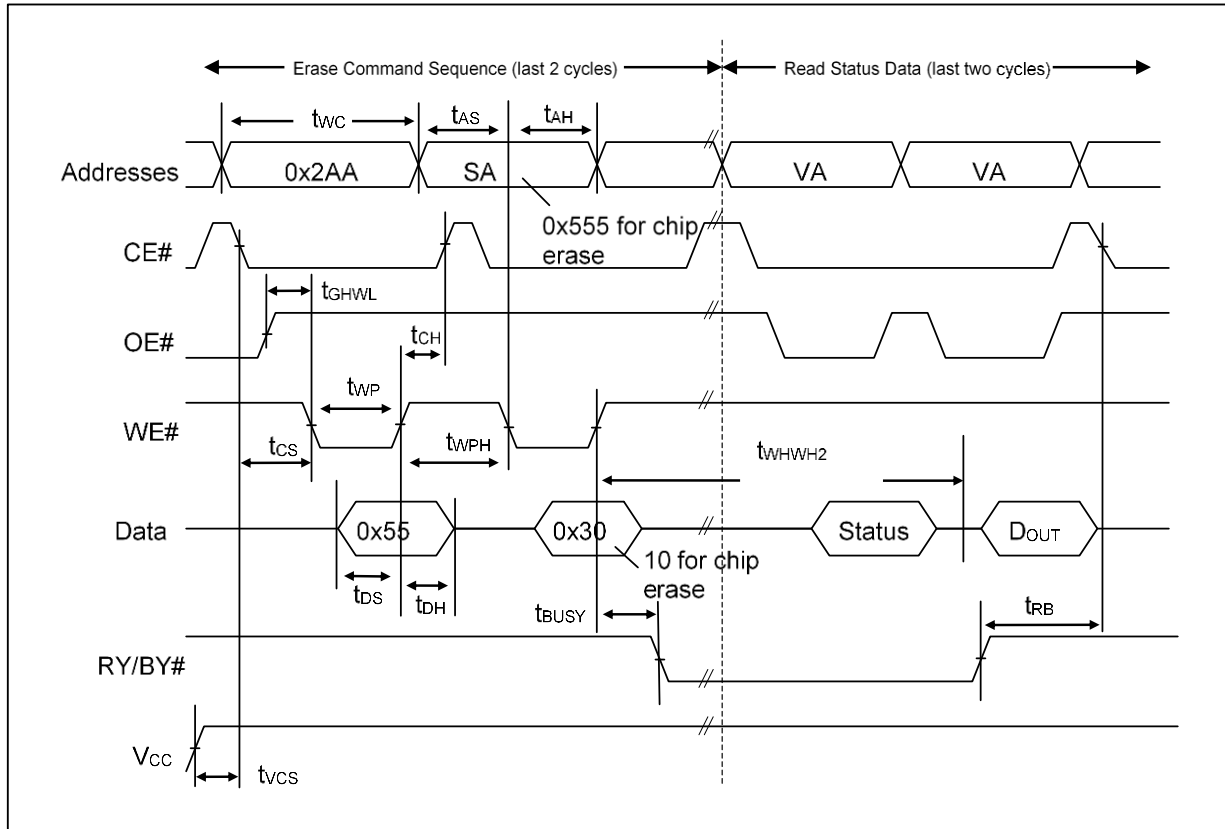 Erase Command Sequence (last 2 cycles)
Read Status Data (last two cycles)
tWC
tAS
tAH
Addresses
0x2AA
SA
VA
VA
0x555 for chip
erase
CE#
tGHWL
OE#
tCH
tWP
WE#
tCS
tWPH
tWHWH2
Data
0x55
0x30
Status
DOUT
10 for chip
erase
tDS
tDH
tBUSY
tRB
RY/BY#
VCC
tVCS